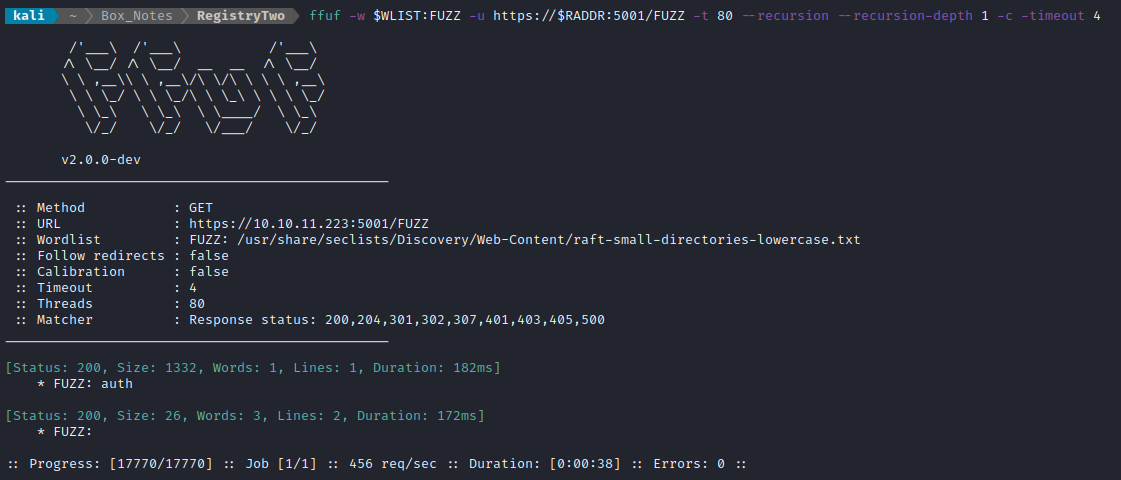 kali ~ Box_Notes RegistryTwo ffuf -w $WLIST:FUZZ -u https://$RADDR:5001/FUZZ -t 80 --recursion --recursion-depth 1 -c -timeout 4
v2.0.0-dev
:: Method : GET
:: URL : https://10.10.11.223:5001/FUZZ
:: Wordlist : FUZZ: /usr/share/seclists/Discovery/Web-Content/raft-small-directories-lowercase.txt
:: Follow redirects : false
:: Calibration : false
:: Timeout : 4
:: Threads : 80
:: Matcher : Response status: 200,204,301,302,307,401,403,405,500
[Status: 200, Size: 1332, Words: 1, Lines: 1, Duration: 182ms]
* FUZZ: auth
[Status: 200, Size: 26, Words: 3, Lines: 2, Duration: 172ms]
* FUZZ:
:: Progress: [17770/17770] :: Job [1/1] :: 456 req/sec :: Duration: [0:00:38] :: Errors: 0 ::